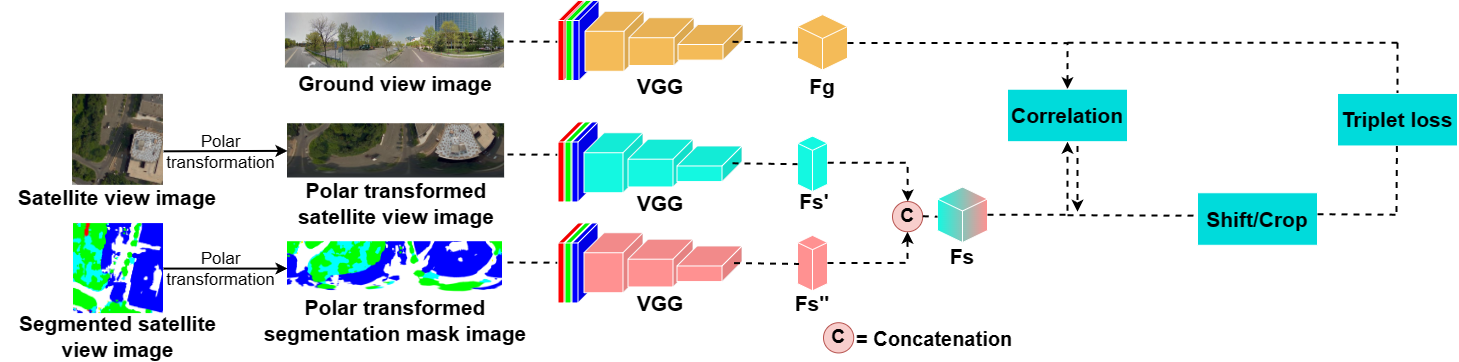 Ground view image
VGG
Fg
Correlation
Triplet loss
Polar
transformation
Satellite view image
Polar transformed
satellite view image
VGG
Fs'
C
Fs
Shift/Crop
Polar
transformation
Segmented satellite
view image
Polar transformed
segmentation mask image
VGG
Fs''
C = Concatenation